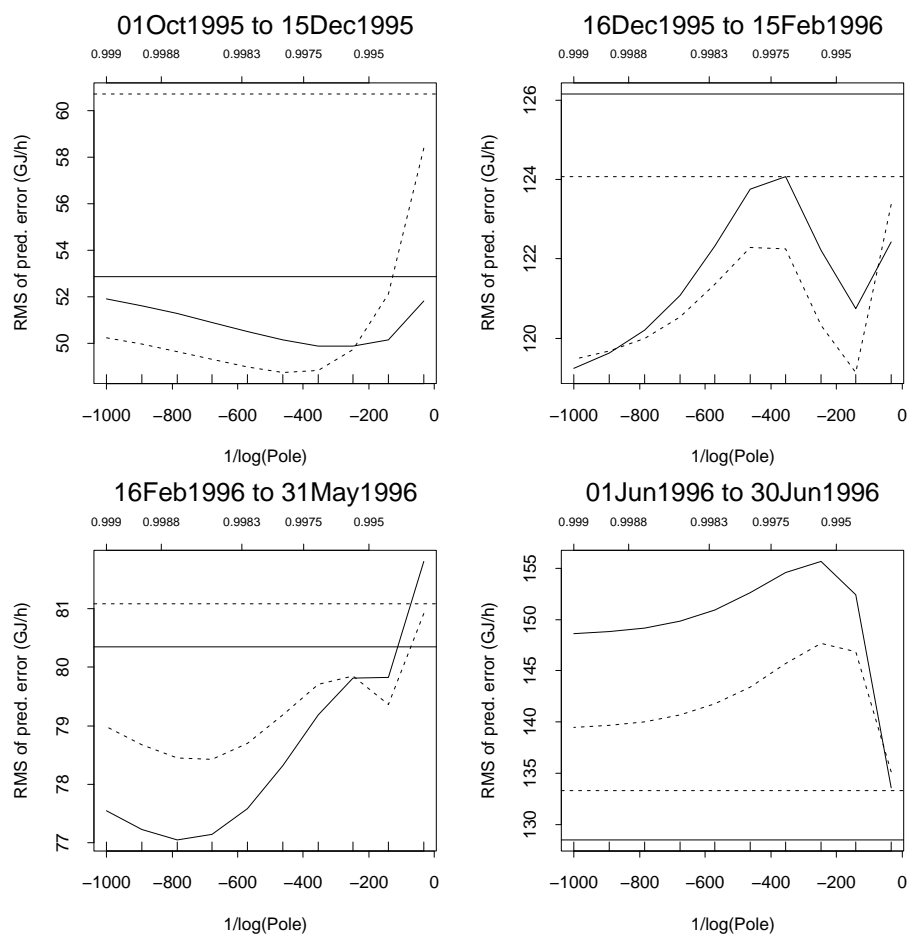 01Oct1995 to 15Dec1995
0.999 0.9988 0.9983 0.9975 0.995
RMS of pred. error (GJ/h)
60
58
56
54
52
50
−1000 −800 −600 −400 −200 0
1/log(Pole)
16Dec1995 to 15Feb1996
0.999 0.9988 0.9983 0.9975 0.995
RMS of pred. error (GJ/h)
126
124
122
120
−1000 −800 −600 −400 −200 0
1/log(Pole)
16Feb1996 to 31May1996
0.999 0.9988 0.9983 0.9975 0.995
RMS of pred. error (GJ/h)
81
80
79
78
77
−1000 −800 −600 −400 −200 0
1/log(Pole)
01Jun1996 to 30Jun1996
0.999 0.9988 0.9983 0.9975 0.995
RMS of pred. error (GJ/h)
155
150
145
140
135
130
−1000 −800 −600 −400 −200 0
1/log(Pole)